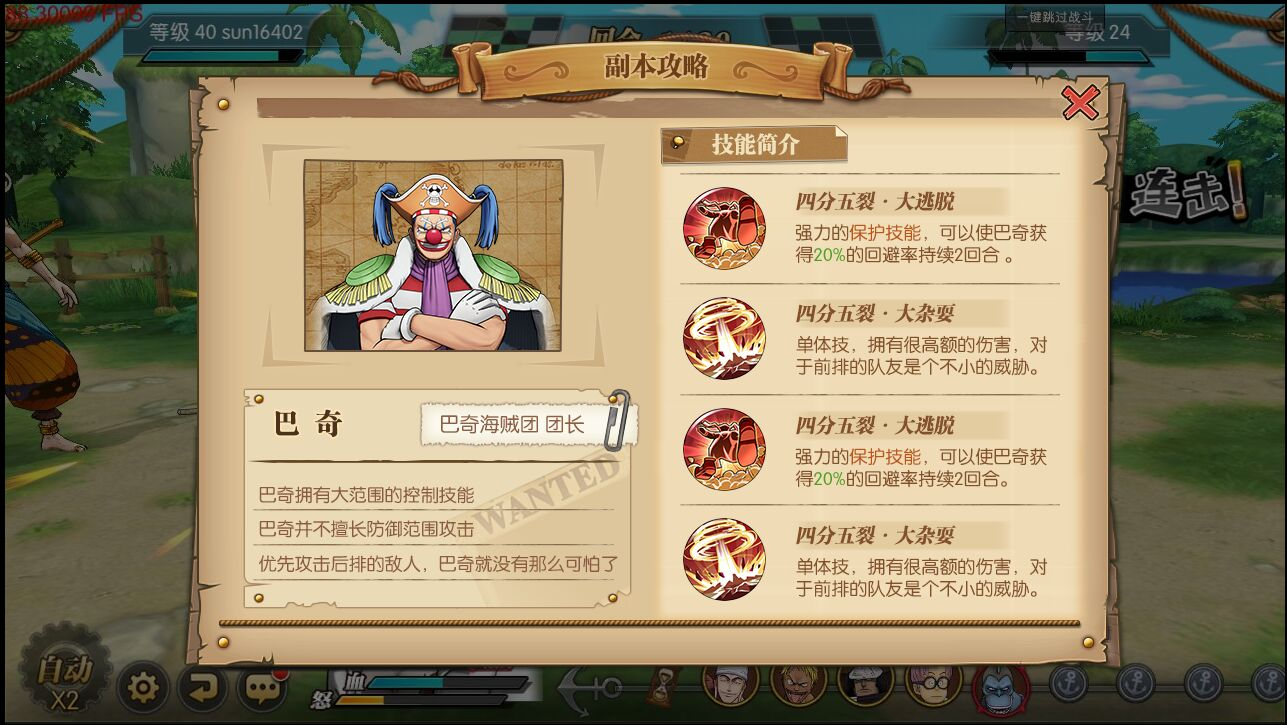 等级 40 sun16402
一键跳过战斗
等级 24
副本攻略
技能简介
四分五裂·大逃脱
强力的保护技能，可以使巴奇获
得20%的回避率持续2回合 。
四分五裂·大杂耍
单体技，拥有很高额的伤害，对
于前排的队友是个不小的威胁。
四分五裂·大逃脱
强力的保护技能，可以使巴奇获
得20%的回避率持续2回合。
四分五裂·大杂耍
单体技，拥有很高额的伤害，对
于前排的队友是个不小的威胁。
巴奇
巴奇海贼团 团长
WANTED
巴奇拥有大范围的控制技能
巴奇并不擅长防御范围攻击
优先攻击后排的敌人，巴奇就没有那么可怕了
连击!
自动
X2
血
怒